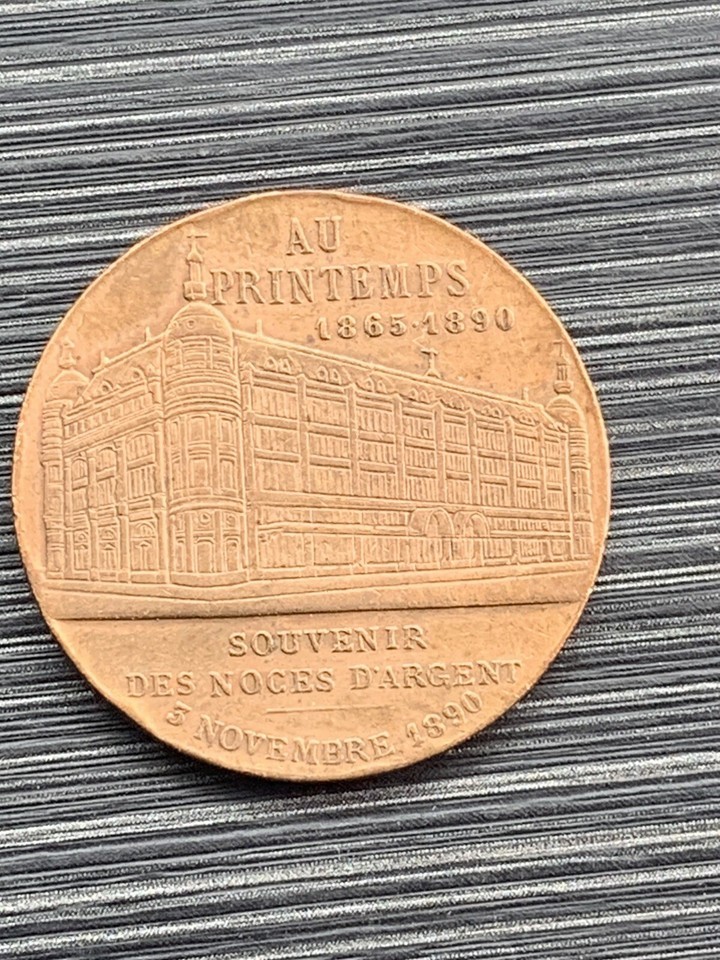 AU
PRINTEMPS
1865·1890
SOUVENIR
DES NOCES D'ARGENT
3 NOVEMBRE 1890